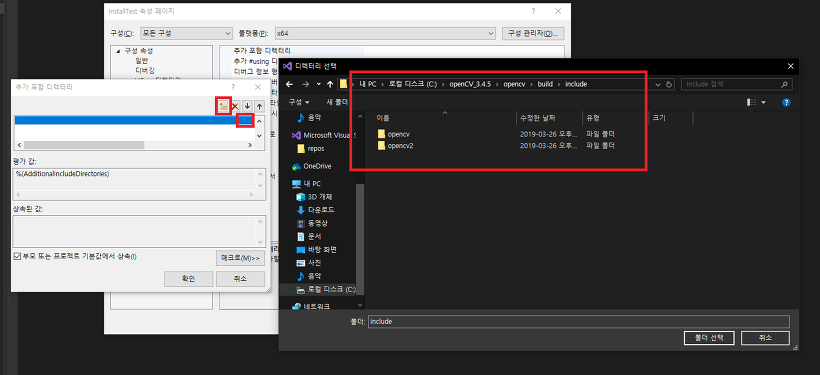 installTest 속성 페이지
구성(C):
모든 구성
플랫폼(P):
x64
구성 관리자(O)...
구성 속성
일반
디버깅
추가 포함 디렉터리
추가 #using 디
디버그 정보 형
추가 포함 디렉터리
평가 값:
%(AdditionalIncludeDirectories)
상속된 값:
부모 또는 프로젝트 기본값에서 상속(I)
매크로(M)>>
확인
취소
디렉터리 선택
내 PC > 로컬 디스크 (C:) > openCV_3.4.5 > opencv > build > include
include 검색
구성
새 폴더
이름
수정한 날짜
유형
크기
opencv
2019-03-26 오후...
파일 폴더
opencv2
2019-03-26 오후...
파일 폴더
음악
Microsoft Visual S
repos
OneDrive
내 PC
3D 개체
다운로드
동영상
문서
바탕 화면
사진
음악
로컬 디스크 (C:)
네트워크
폴더:
include
폴더 선택
취소